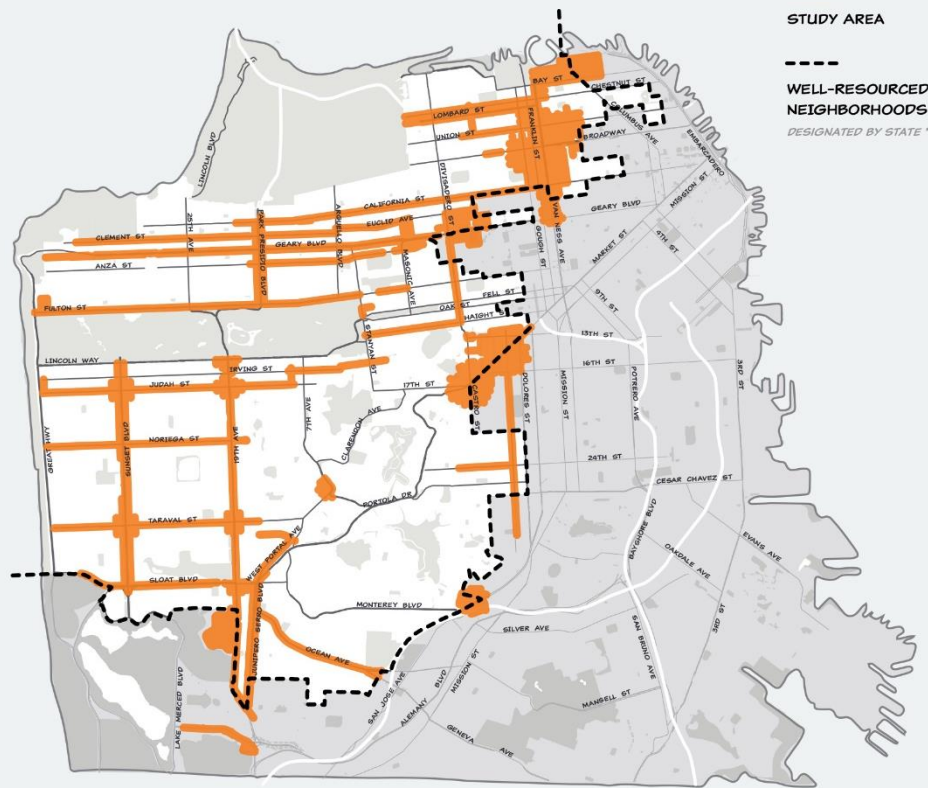 STUDY AREA
WELL-RESOURCED
NEIGHBORHOODS
DESIGNATED BY STATE
BAY ST
CHESTNUT ST
LOMBARD ST
COLUMBUS AVE
UNION ST
FRANKLIN ST
BROADWAY
EMBARCADERO
LINCOLN BLVD
DIVISADERO ST
MISSION ST
CALIFORNIA ST
VAN NESS AVE
GEARY BLVD
25TH AVE
PARK PRESIDIO BLVD
ARGUELLO BLVD
EUCLID AVE
CLEMENT ST
GEARY BLVD
MASONIC AVE
GOUGH ST
MARKET ST
4TH ST
ANZA ST
FELL ST
9TH ST
FULTON ST
OAK ST
HAIGHT ST
STANYAN ST
13TH ST
LINCOLN WAY
IRVING ST
16TH ST
3RD ST
JUDAH ST
17TH ST
CASTRO ST
DOLORES ST
MISSION ST
POTRERO AVE
7TH AVE
CLARENDON AVE
GREAT HWY
NORIEGA ST
SUNSET BLVD
19TH AVE
24TH ST
CESAR CHAVEZ ST
PORTOLA DR
TARAVAL ST
WEST PORTAL AVE
BAYSHORE BLVD
OAKDALE AVE
EVANS AVE
SLOAT BLVD
JUNIPERO SERRO BLVD
MONTEREY BLVD
SILVER AVE
3RD ST
SAN BRUNO AVE
OCEAN AVE
LAKE MERCED BLVD
SAN JOSE AVE
ALEMANY BLVD
MISSION ST
MANSELL ST
GENEVA AVE